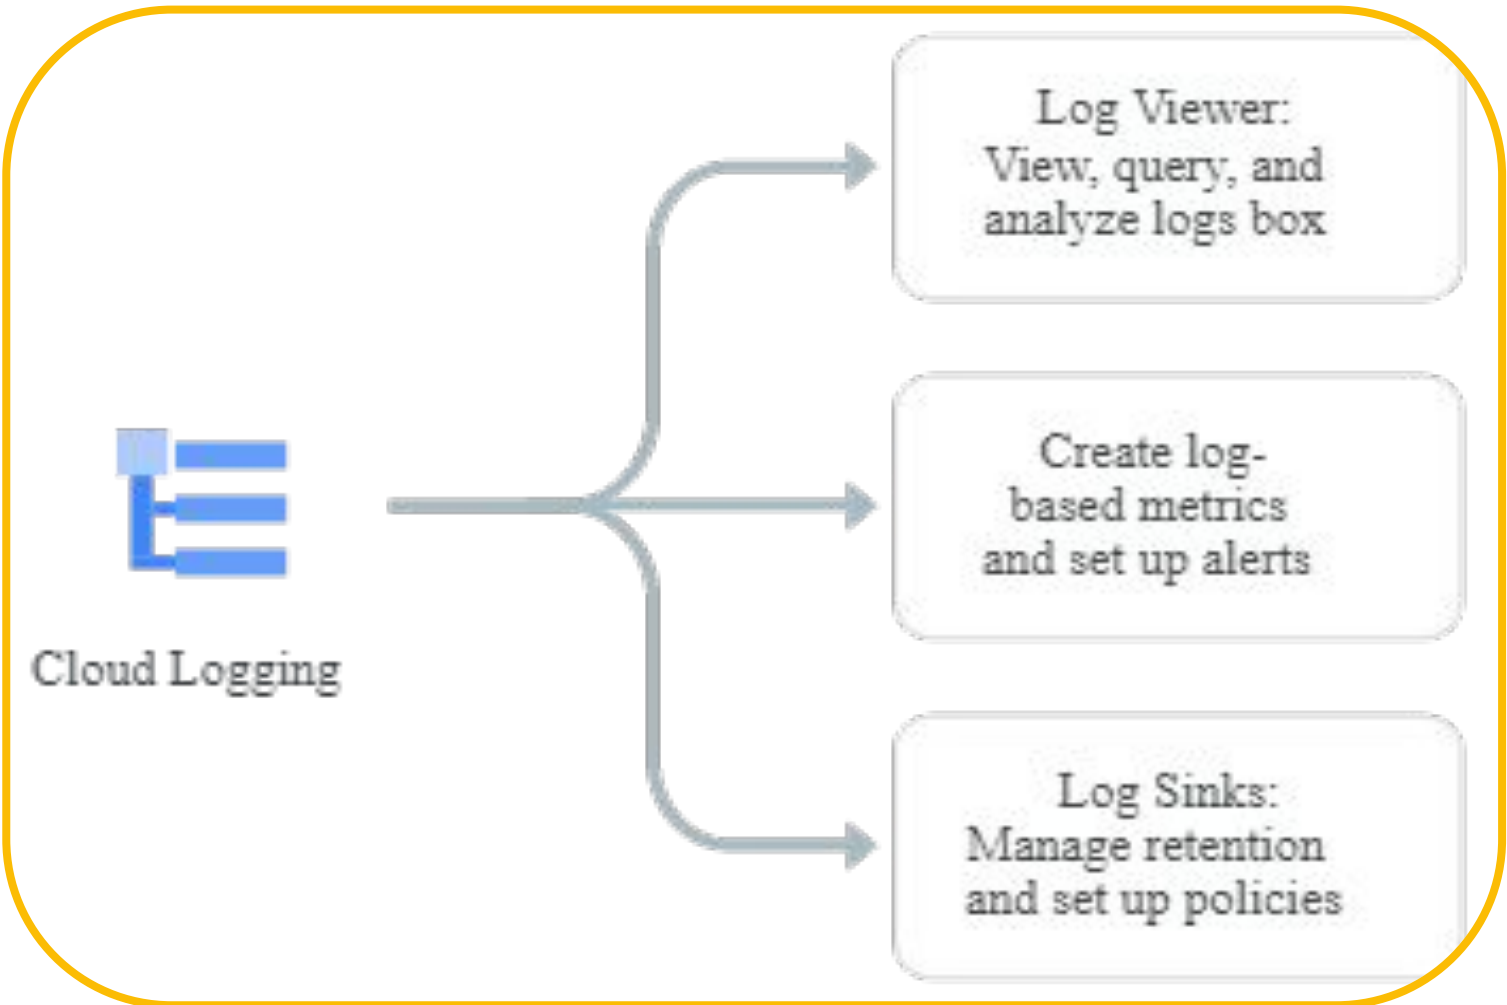 Log Viewer:
View, query, and
analyze logs box
Create log-
based metrics
and set up alerts
Cloud Logging
Log Sinks:
Manage retention
and set up policies